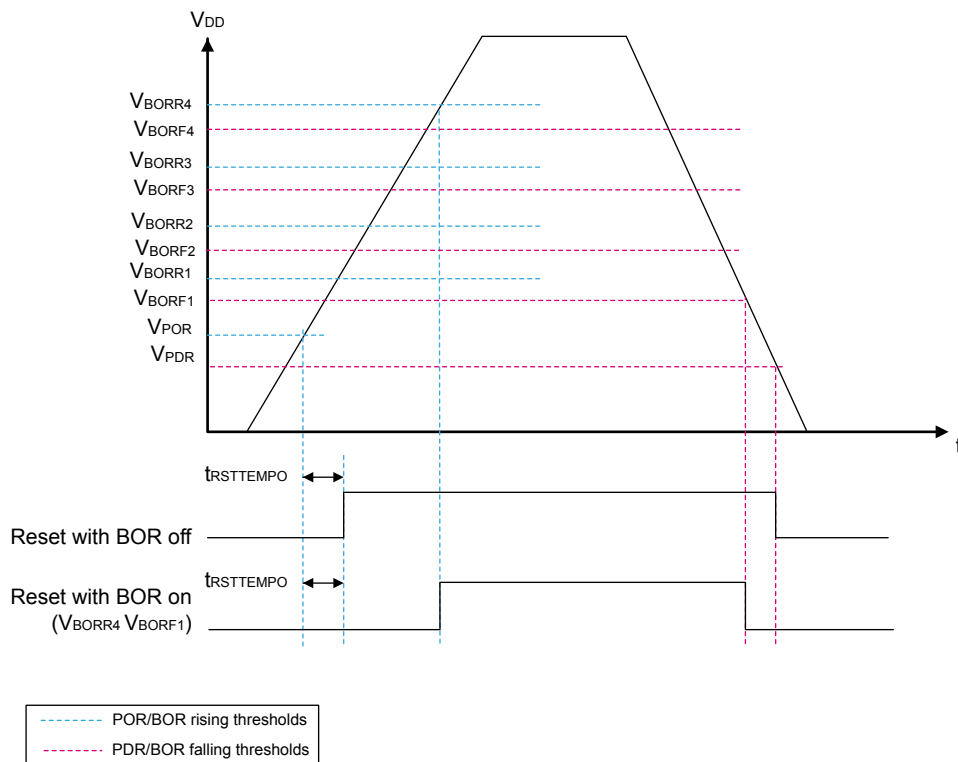 VDD
VBORR4
VBORF4
VBORR3
VBORF3
VBORR2
VBORF2
VBORR1
VBORF1
VPOR
VPDR
t
tRSTTEMPO
Reset with BOR off
tRSTTEMPO
Reset with BOR on
(VBORR4 VBORF1)
POR/BOR rising thresholds
PDR/BOR falling thresholds